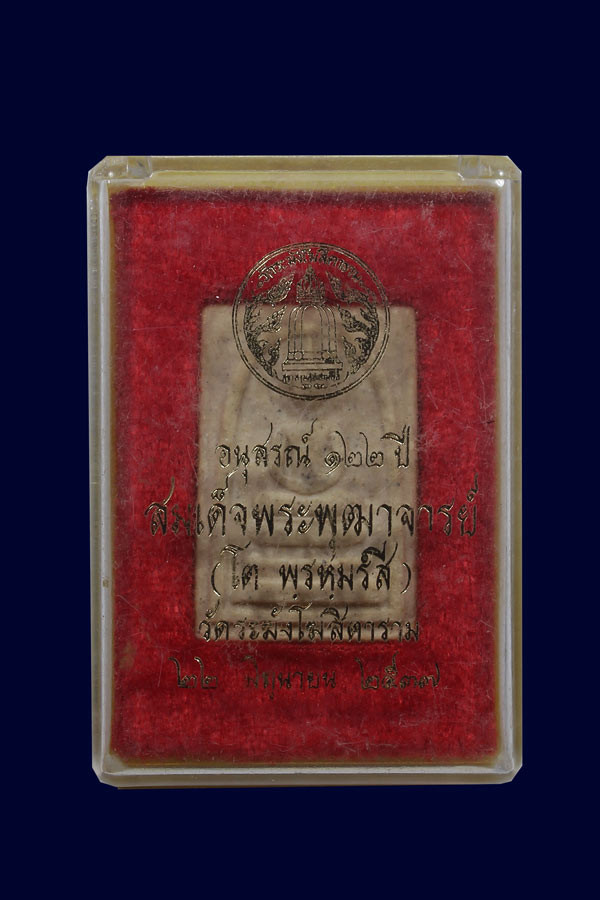 อนุสรณ์ ๑๒๒ ปี
สมเด็จพระพุฒาจารย์
(โต พฺรหฺมรํสี)
วัดระฆังโฆสิตาราม
๒๒ มิถุนายน ๒๕๓๗